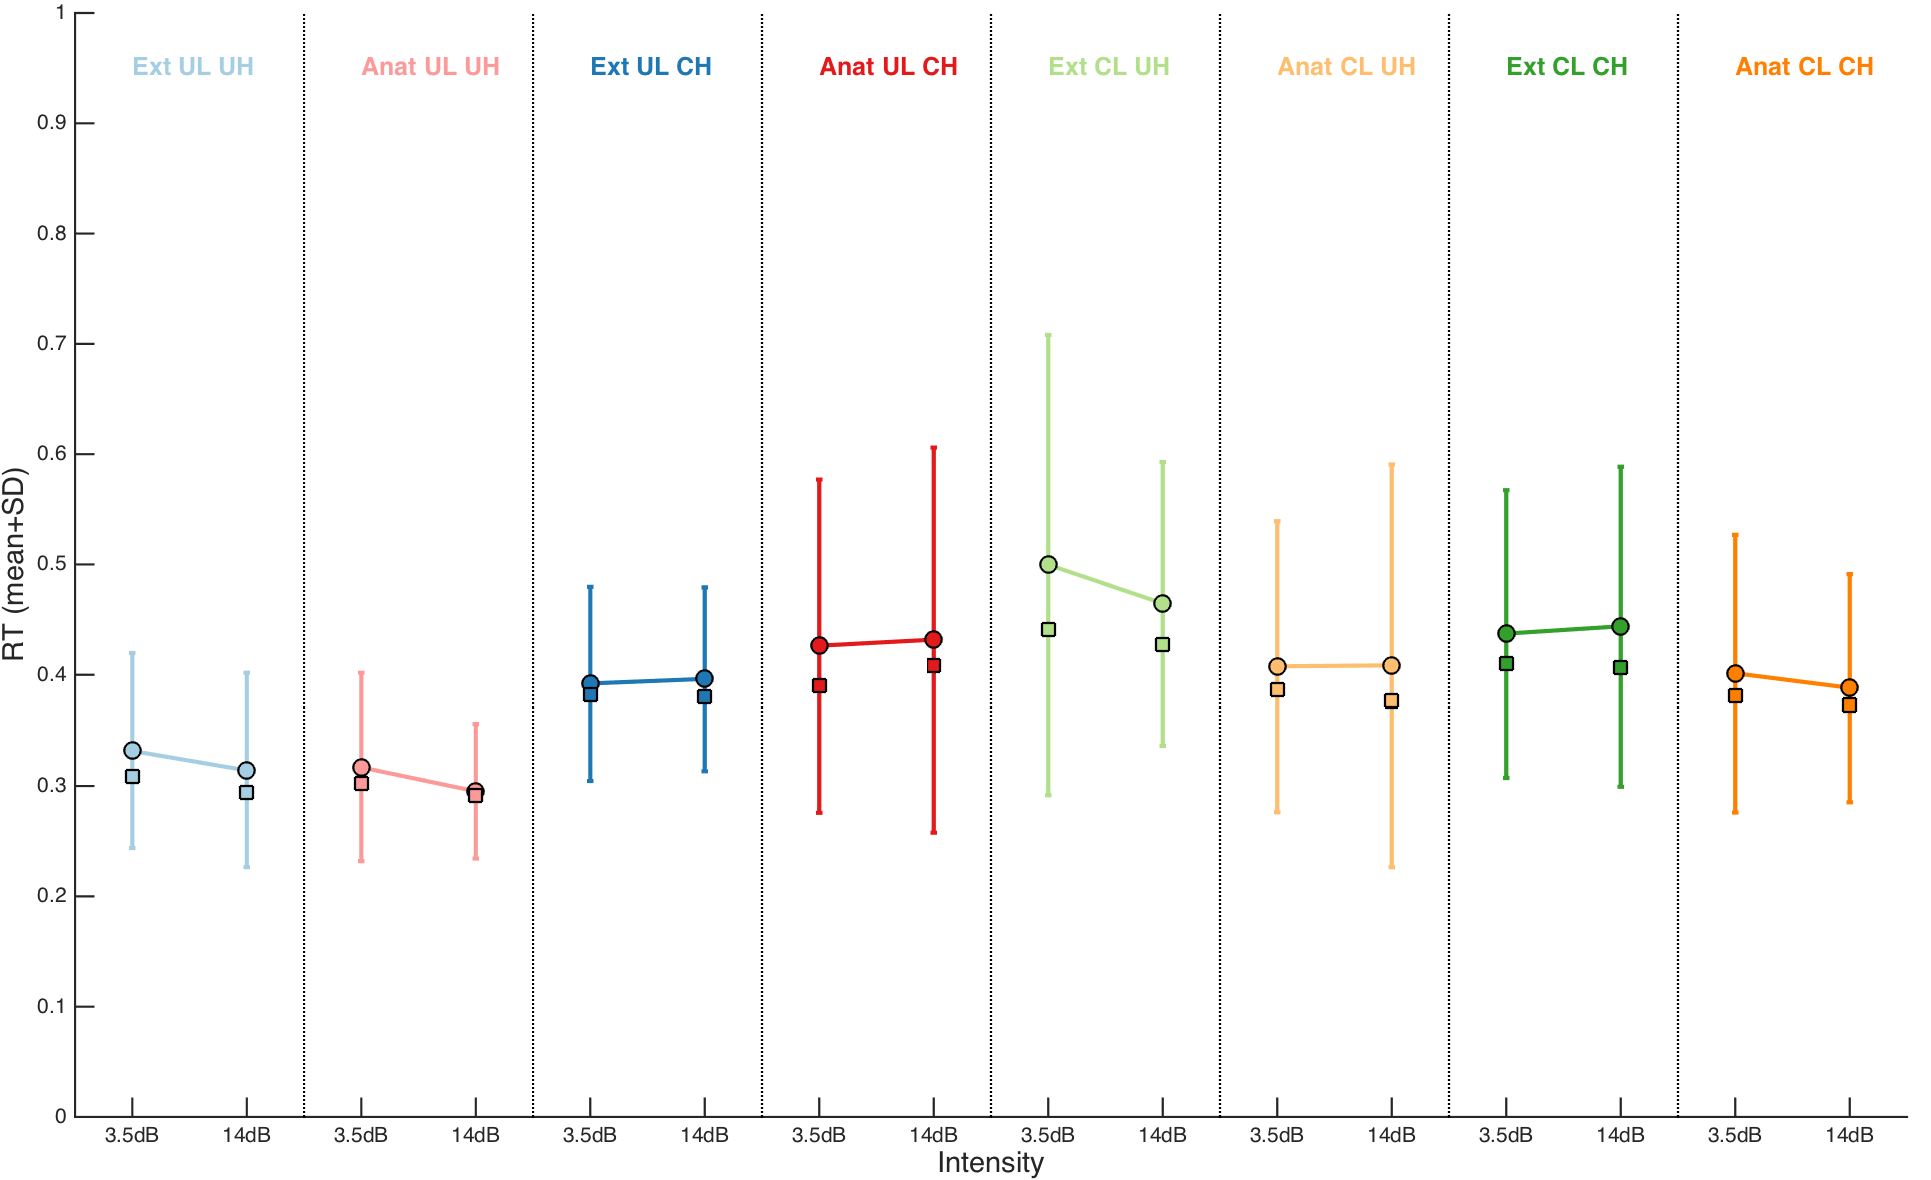 1
Ext UL UH Anat UL UH Ext UL CH Anat UL CH Ext CL UH Anat CL UH Ext CL CH Anat CL CH
0.9
0.8
0.7
0.6
0.5
0.4
0.3
0.2
0.1
0
RT (mean+SD)
3.5dB 14dB 3.5dB 14dB 3.5dB 14dB 3.5dB 14dB 3.5dB 14dB 3.5dB 14dB 3.5dB 14dB 3.5dB 14dB
Intensity